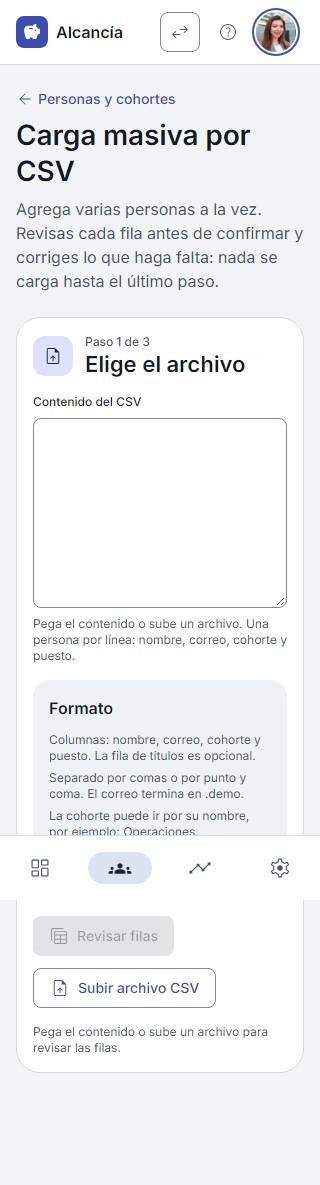 Alcancía
Personas y cohortes
Carga masiva por
CSV
Agrega varias personas a la vez.
Revisas cada fila antes de confirmar y
corriges lo que haga falta: nada se
carga hasta el último paso.
Paso 1 de 3
Elige el archivo
Contenido del CSV
Pega el contenido o sube un archivo. Una
persona por línea: nombre, correo, cohorte y
puesto.
Formato
Columnas: nombre, correo, cohorte y
puesto. La fila de títulos es opcional.
Separado por comas o por punto y
coma. El correo termina en .demo.
La cohorte puede ir por su nombre,
por ejemplo: Operaciones.
Revisar filas
Subir archivo CSV
Pega el contenido o sube un archivo para
revisar las filas.